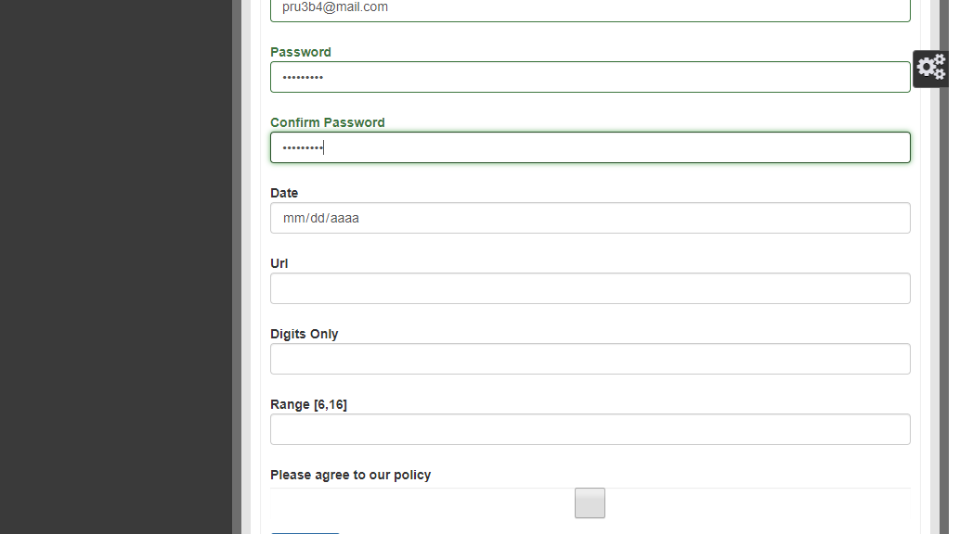 pru3b4@mail.com
Password
•••••••••
Confirm Password
•••••••••
Date
mm/dd/aaaa
Url
Digits Only
Range [6,16]
Please agree to our policy